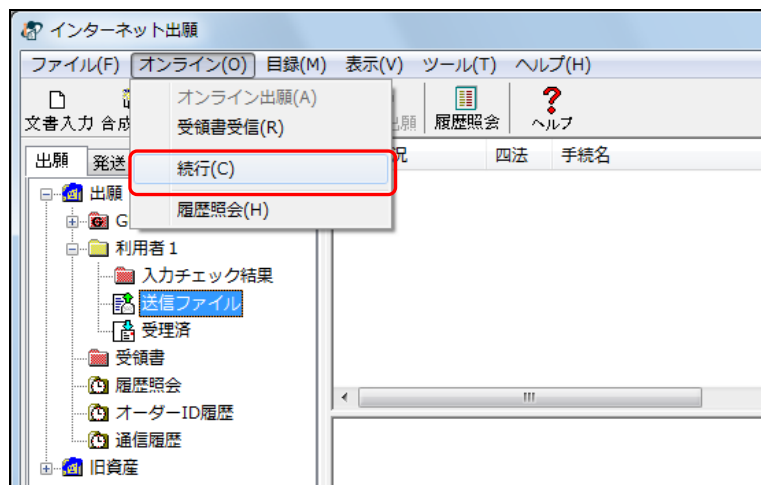 インターネット出願
ファイル(F) オンライン(O) 目録(M) 表示(V) ツール(T) ヘルプ(H)
オンライン出願(A)
受領書受信(R)
続行(C)
履歴照会(H)
文書入力 合成 出願 履歴照会 ヘルプ
出願 発送 況 四法 手続名
出願
G
利用者1
入力チェック結果
送信ファイル
受理済
受領書
履歴照会
オーダーID履歴
通信履歴
旧資産